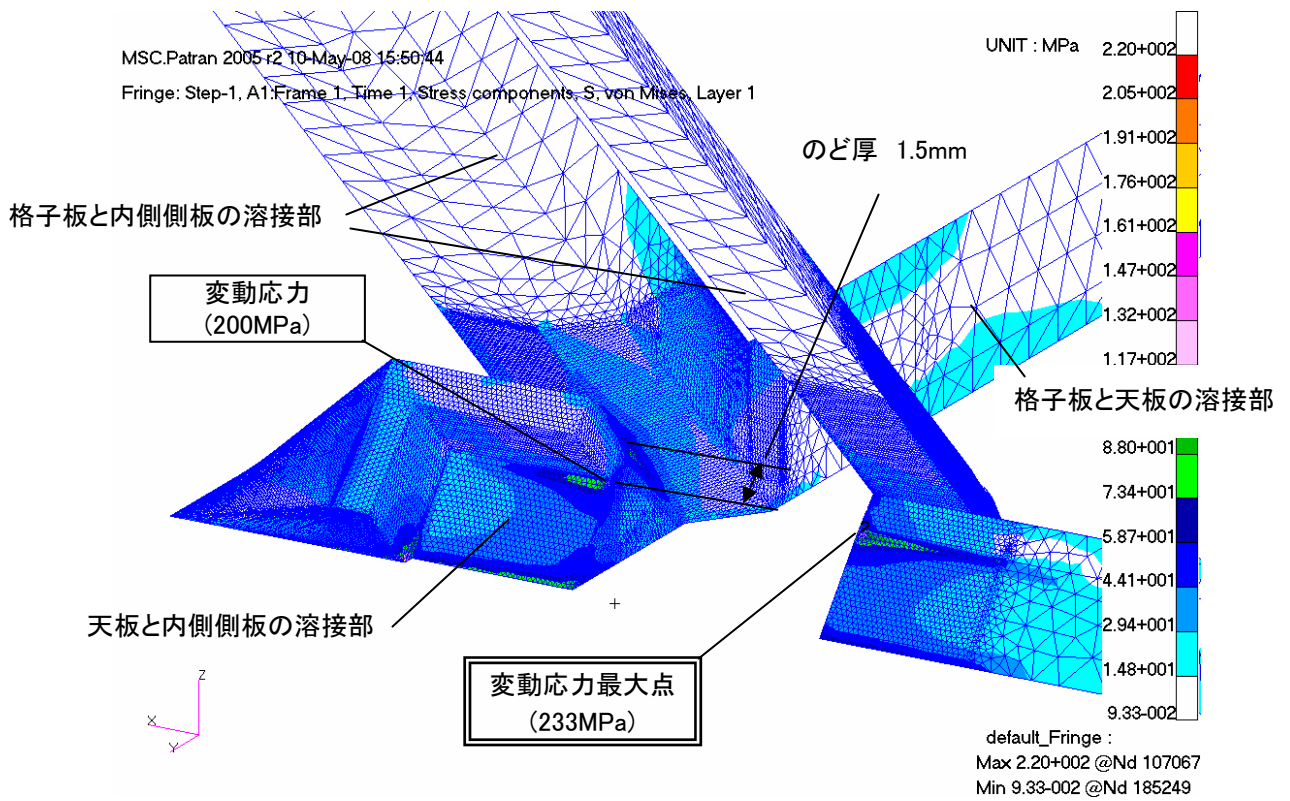 MSC.Patran 2005 r2 10-May-08 15:50:44
Fringe: Step-1, A1:Frame 1, Time 1, Stress components, S, von Mises, Layer 1
UNIT : MPa
2.20+002
2.05+002
1.91+002
1.76+002
1.61+002
1.47+002
1.32+002
1.17+002
8.80+001
7.34+001
5.87+001
4.41+001
2.94+001
1.48+001
9.33-002
のど厚 1.5mm
格子板と内側側板の溶接部
変動応力
(200MPa)
格子板と天板の溶接部
天板と内側側板の溶接部
変動応力最大点
(233MPa)
Z
X
Y
default_Fringe :
Max 2.20+002 @Nd 107067
Min 9.33-002 @Nd 185249